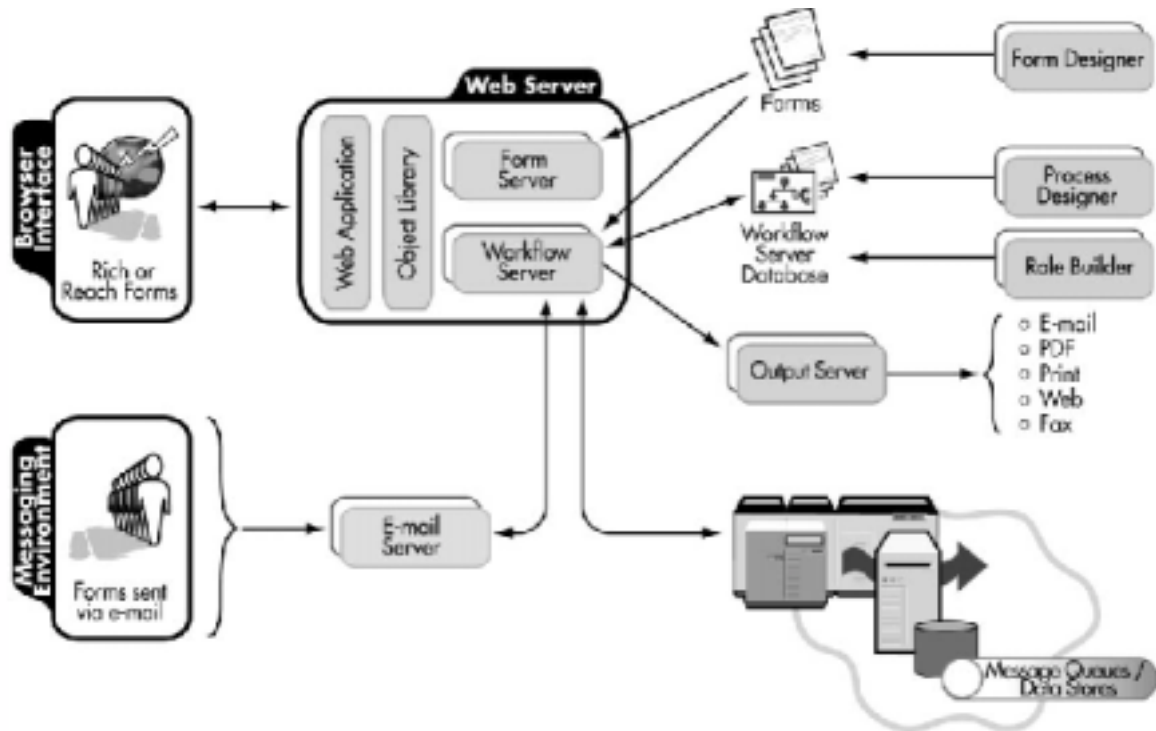 Web Server
Browser
Interface
Rich or
Reach Forms
Web Application
Object Library
Form
Server
Workflow
Server
Forms
Form Designer
Workflow
Server
Database
Process
Designer
Role Builder
Output Server
E-mail
PDF
Print
Web
Fax
Messaging
Environment
Forms sent
via e-mail
E-mail
Server
Message Queues /
Data Stores